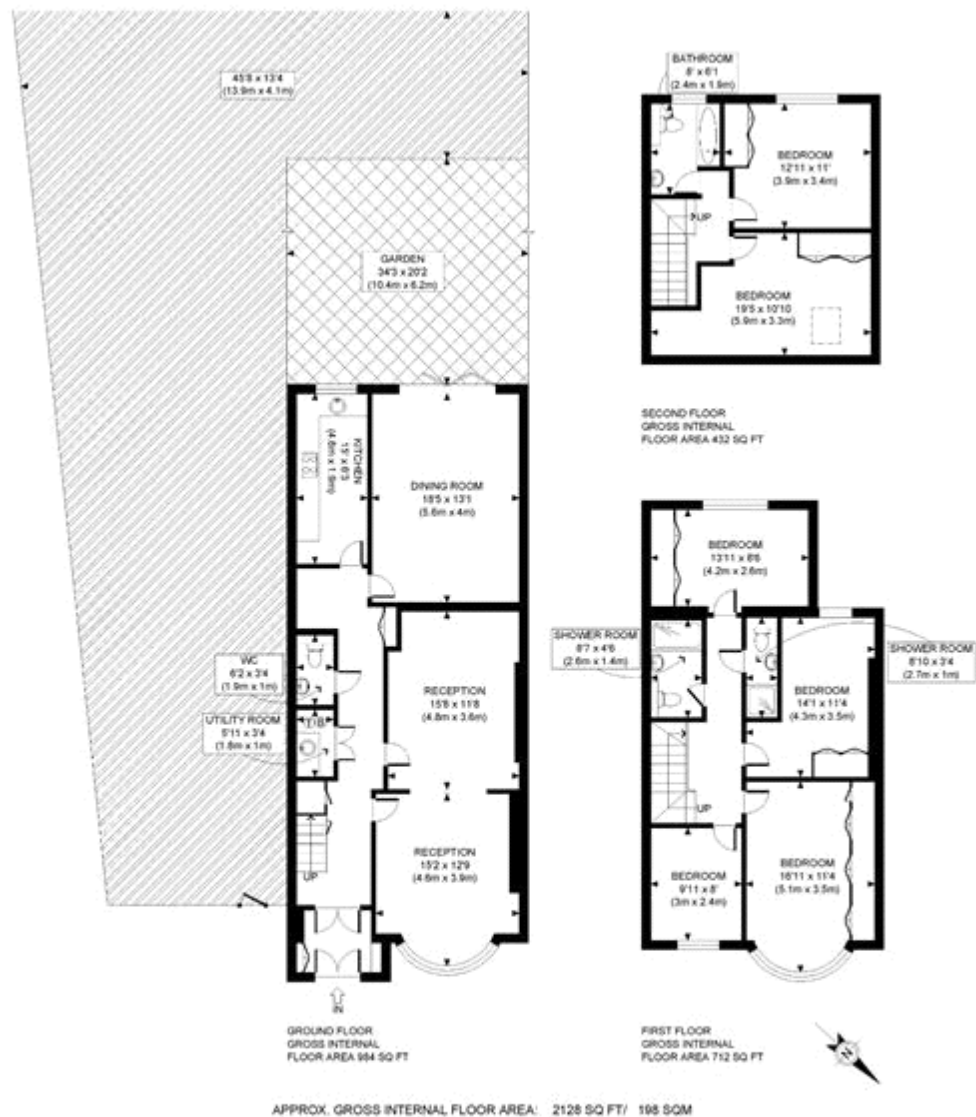 45'8 x 13'4
(13.9m x 4.1m)
GARDEN
34'3 x 20'2
(10.4m x 6.2m)
KITCHEN
15' x 6'3
(4.6m x 1.9m)
DINING ROOM
18'5 x 13'1
(5.6m x 4m)
WC
6'2 x 3'4
(1.9m x 1m)
UTILITY ROOM
5'11 x 3'4
(1.8m x 1m)
T/B
RECEPTION
15'8 x 11'8
(4.8m x 3.6m)
RECEPTION
15'2 x 12'9
(4.6m x 3.9m)
UP
IN
GROUND FLOOR
GROSS INTERNAL
FLOOR AREA 984 SQ FT
BATHROOM
8' x 6'1
(2.4m x 1.9m)
BEDROOM
12'11 x 11'
(3.9m x 3.4m)
UP
BEDROOM
19'5 x 10'10
(5.9m x 3.3m)
SECOND FLOOR
GROSS INTERNAL
FLOOR AREA 432 SQ FT
BEDROOM
13'11 x 8'6
(4.2m x 2.6m)
SHOWER ROOM
8'7 x 4'6
(2.6m x 1.4m)
SHOWER ROOM
8'10 x 3'4
(2.7m x 1m)
BEDROOM
14'1 x 11'4
(4.3m x 3.5m)
UP
BEDROOM
9'11 x 8'
(3m x 2.4m)
BEDROOM
16'11 x 11'4
(5.1m x 3.5m)
FIRST FLOOR
GROSS INTERNAL
FLOOR AREA 712 SQ FT
N
APPROX. GROSS INTERNAL FLOOR AREA: 2128 SQ FT/ 198 SQM